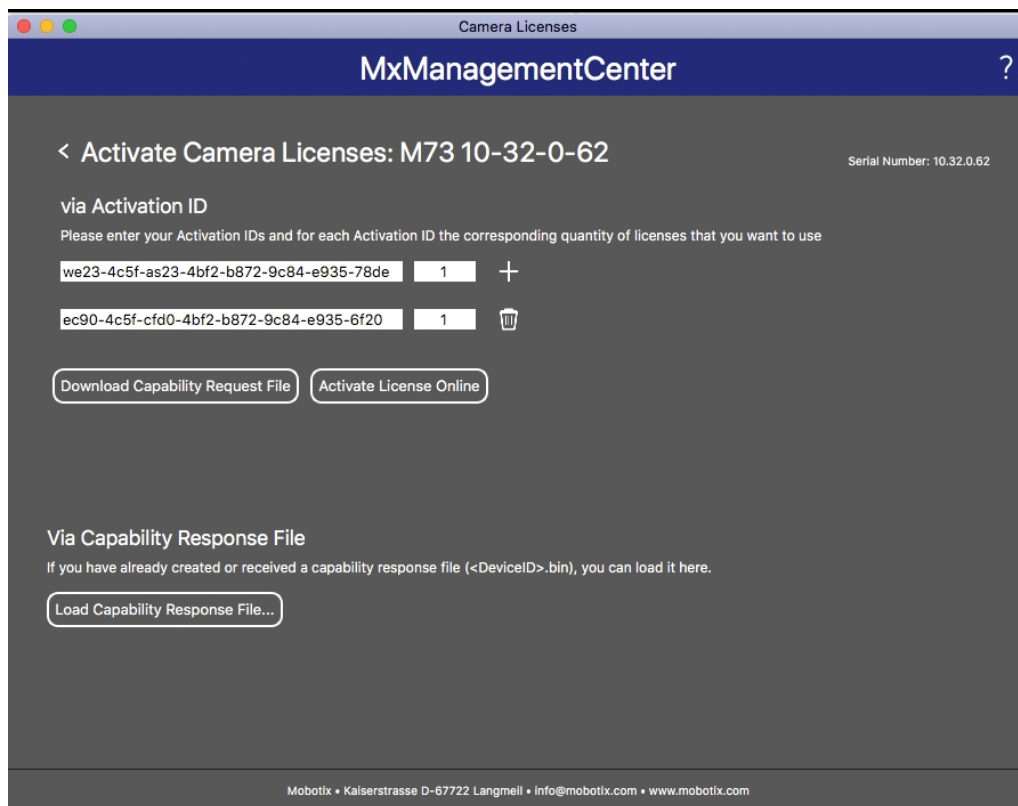 Camera Licenses
MxManagementCenter
?
< Activate Camera Licenses: M73 10-32-0-62
Serial Number: 10.32.0.62
via Activation ID
Please enter your Activation IDs and for each Activation ID the corresponding quantity of licenses that you want to use
we23-4c5f-as23-4bf2-b872-9c84-e935-78de 1 +
ec90-4c5f-cfd0-4bf2-b872-9c84-e935-6f20 1
Download Capability Request File Activate License Online
Via Capability Response File
If you have already created or received a capability response file (<DeviceID>.bin), you can load it here.
Load Capability Response File...
Mobotix • Kaiserstrasse D-67722 Langmeil • info@mobotix.com • www.mobotix.com